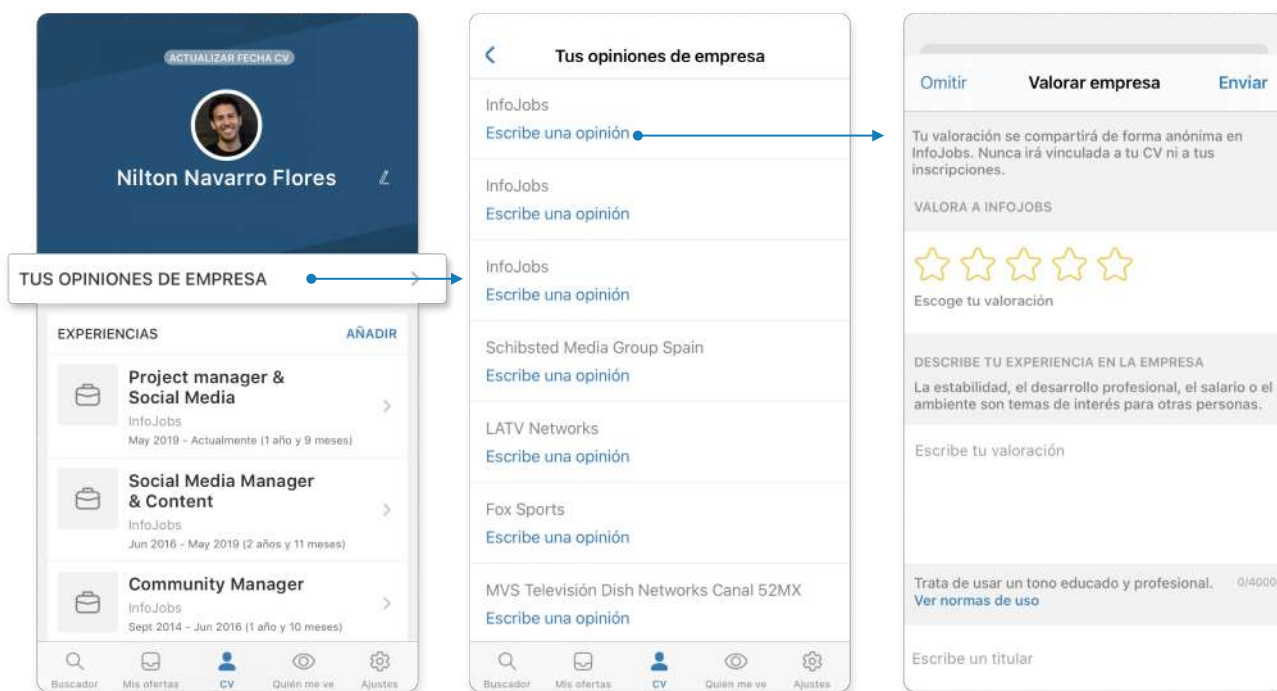 ACTUALIZAR FECHA CV
Nilton Navarro Flores
TUS OPINIONES DE EMPRESA
EXPERIENCIAS
AÑADIR
Project manager &
Social Media
InfoJobs
May 2019 - Actualmente (1 año y 9 meses)
Social Media Manager
& Content
InfoJobs
Jun 2016 - May 2019 (2 años y 11 meses)
Community Manager
InfoJobs
Sept 2014 - Jun 2016 (1 año y 10 meses)
Buscador
Mis ofertas
CV
Quién me ve
Ajustes
Tus opiniones de empresa
InfoJobs
Escribe una opinión
InfoJobs
Escribe una opinión
InfoJobs
Escribe una opinión
Schibsted Media Group Spain
Escribe una opinión
LATV Networks
Escribe una opinión
Fox Sports
Escribe una opinión
MVS Televisión Dish Networks Canal 52MX
Escribe una opinión
Buscador
Mis ofertas
CV
Quién me ve
Ajustes
Omitir
Valorar empresa
Enviar
Tu valoración se compartirá de forma anónima en
InfoJobs. Nunca irá vinculada a tu CV ni a tus
inscripciones.
VALORA A INFOJOBS
Escoge tu valoración
DESCRIBE TU EXPERIENCIA EN LA EMPRESA
La estabilidad, el desarrollo profesional, el salario o el
ambiente son temas de interés para otras personas.
Escribe tu valoración
Trata de usar un tono educado y profesional.
0/4000
Ver normas de uso
Escribe un titular